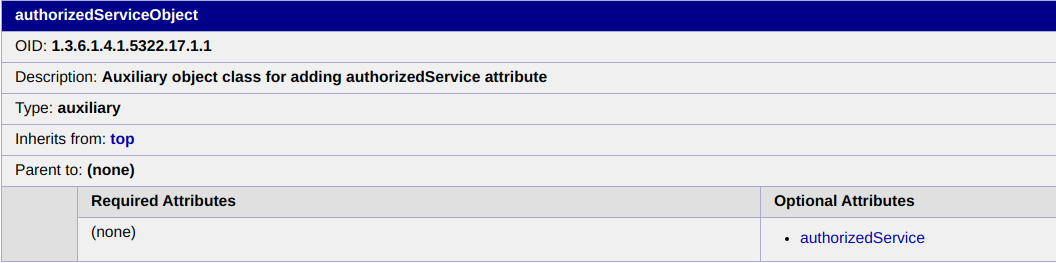 authorizedServiceObject
OID: 1.3.6.1.4.1.5322.17.1.1
Description: Auxiliary object class for adding authorizedService attribute
Type: auxiliary
Inherits from: top
Parent to: (none)
Required Attributes
Optional Attributes
(none)
• authorizedService